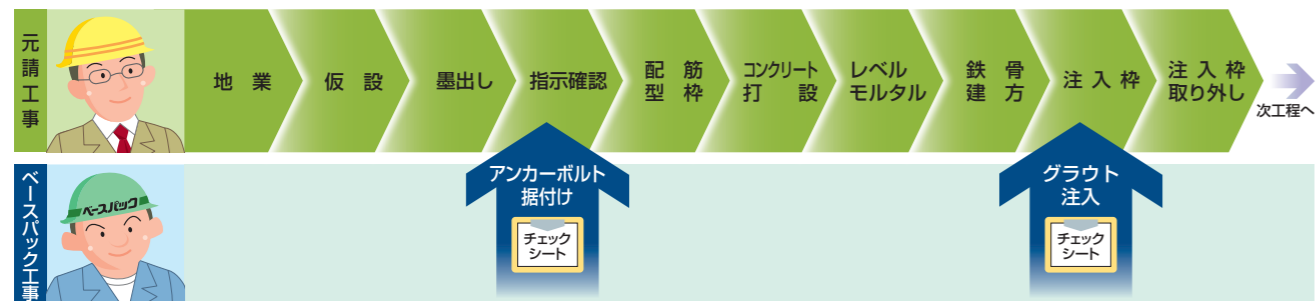 元請工事
地業
仮設
墨出し
指示確認
配筋
型枠
コンクリート
打設
レベル
モルタル
鉄骨
建方
注入枠
注入枠
取り外し
次工程へ
ベースパック工事
ベースパック
アンカーボルト
据付け
チェック
シート
グラウト
注入
チェック
シート